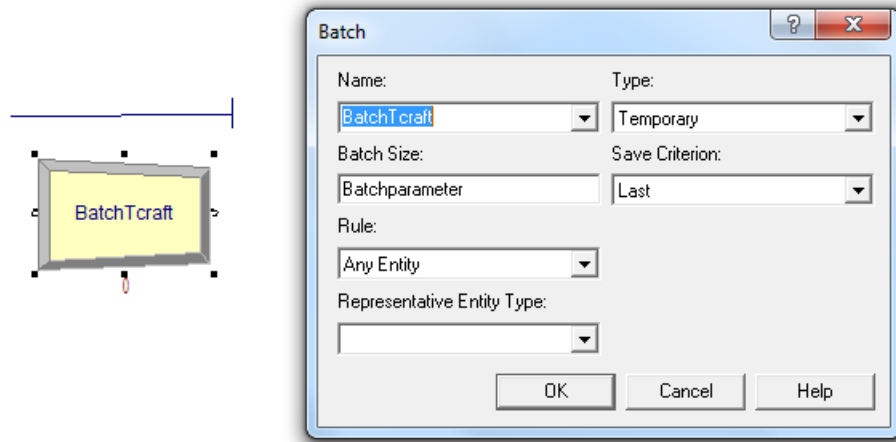 Batch
?
X
Name:
Type:
BatchTcraft
Temporary
Batch Size:
Save Criterion:
Batchparameter
Last
Rule:
Any Entity
Representative Entity Type:
OK
Cancel
Help
BatchTcraft
0